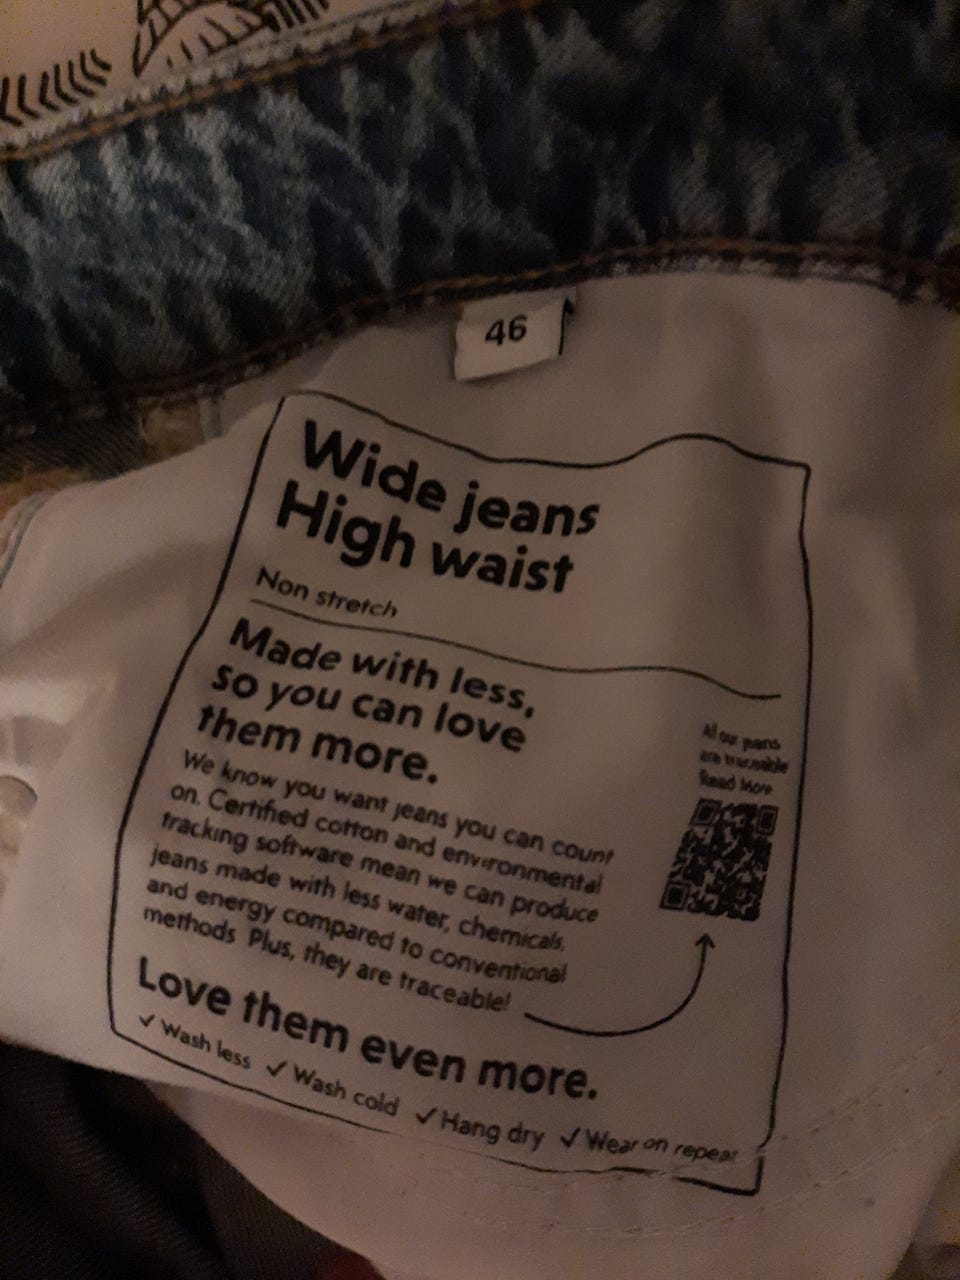 46
Wide jeans
High waist
Non stretch
Made with less,
so you can love
them more.
We know you want jeans you can count
on. Certified cotton and environmental
tracking software mean we can produce
jeans made with less water, chemicals,
and energy compared to conventional
methods Plus, they are traceable!
All our jeans
are traceable
Read More
Love them even more.
✓ Wash less ✓ Wash cold ✓ Hang dry ✓ Wear on repeat